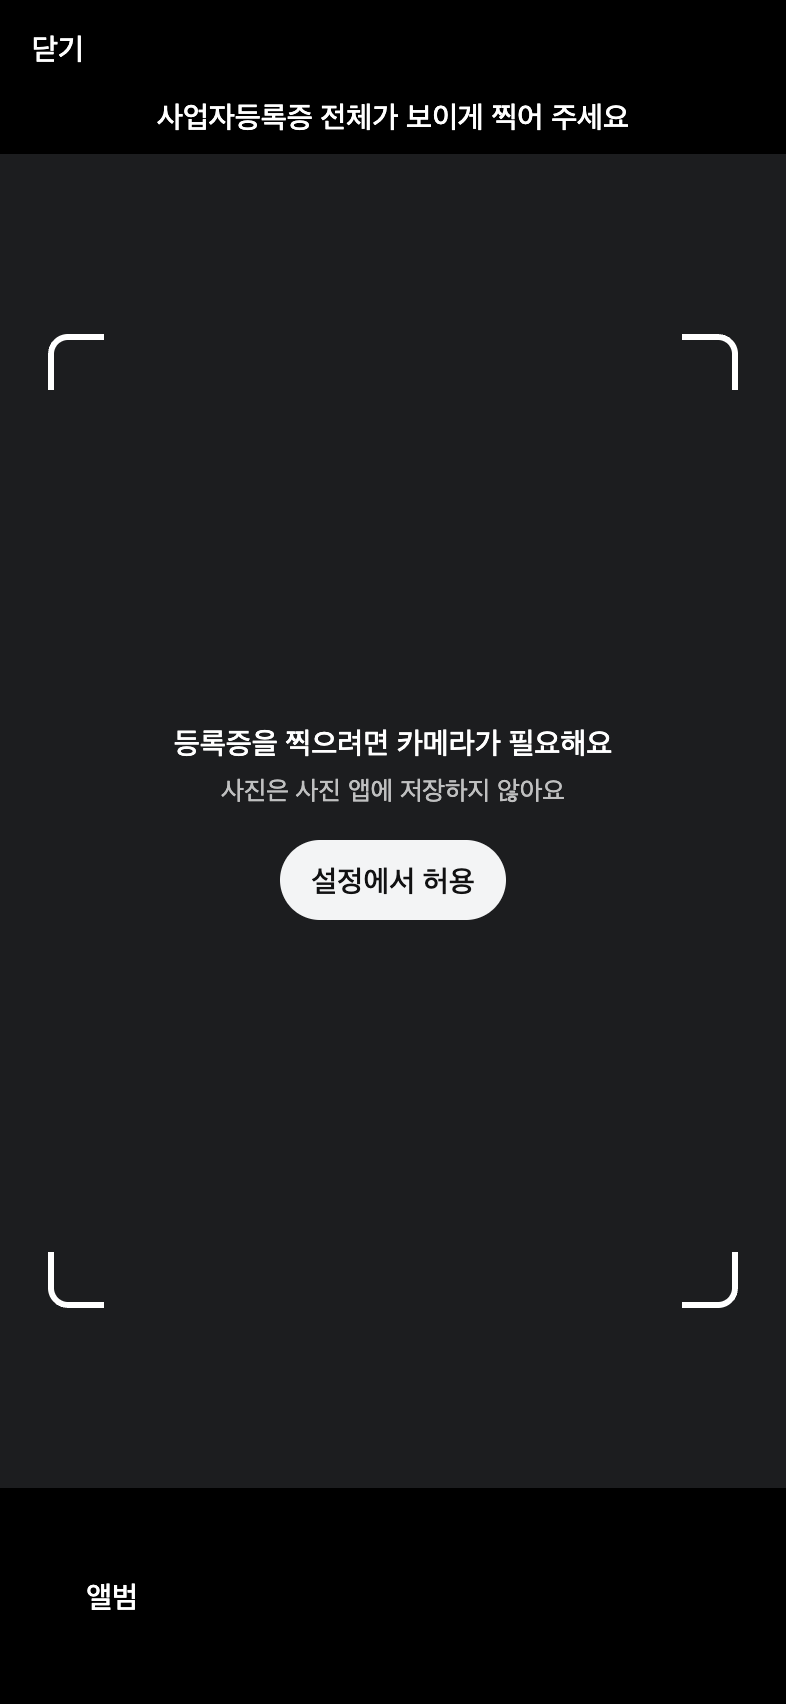 닫기
사업자등록증 전체가 보이게 찍어 주세요
등록증을 찍으려면 카메라가 필요해요
사진은 사진 앱에 저장하지 않아요
설정에서 허용
앨범